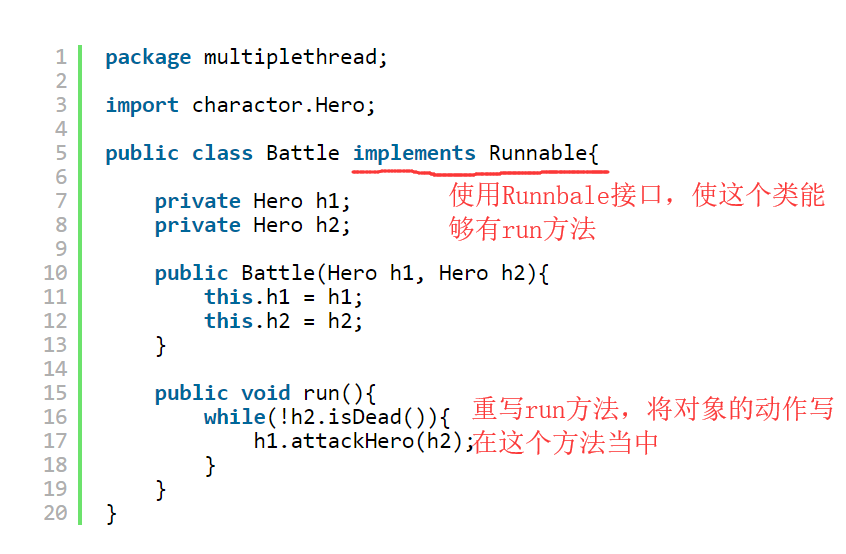 1 package multiplethread;
2
3 import charactor.Hero;
4
5 public class Battle implements Runnable{
6
使用Runnbale接口，使这个类能
够有run方法
7 private Hero h1;
8 private Hero h2;
9
10 public Battle(Hero h1, Hero h2){
11 this.h1 = h1;
12 this.h2 = h2;
13 }
14
15 public void run(){
16 while(!h2.isDead()){
17 h1.attackHero(h2);
重写run方法，将对象的动作写
在这个方法当中
18 }
19 }
20 }